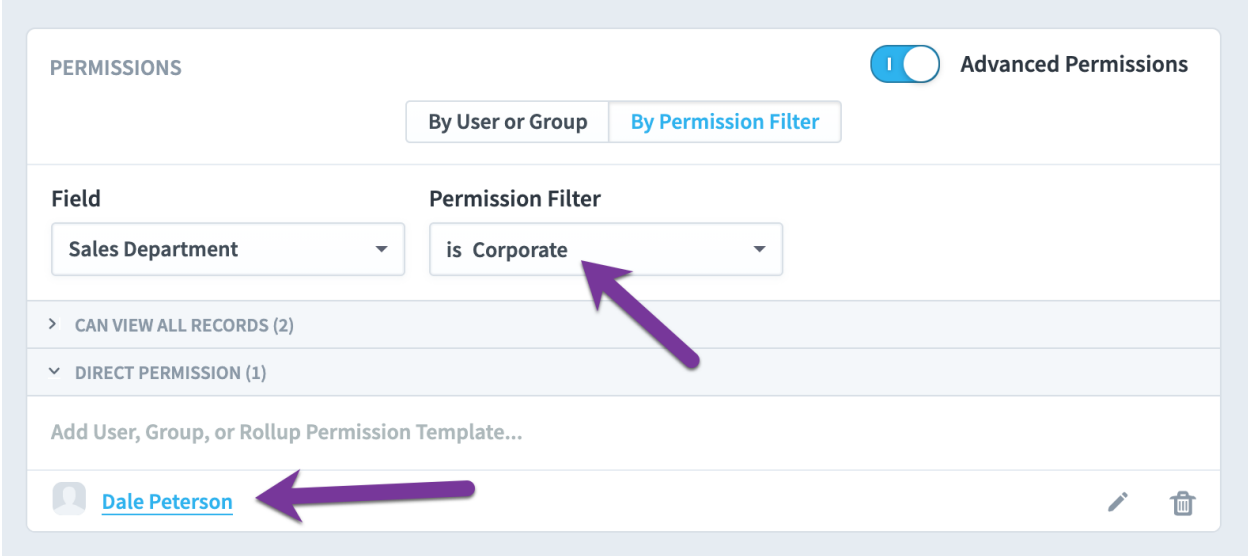 PERMISSIONS
Advanced Permissions
By User or Group
By Permission Filter
Field
Permission Filter
Sales Department
is Corporate
CAN VIEW ALL RECORDS (2)
DIRECT PERMISSION (1)
Add User, Group, or Rollup Permission Template...
Dale Peterson